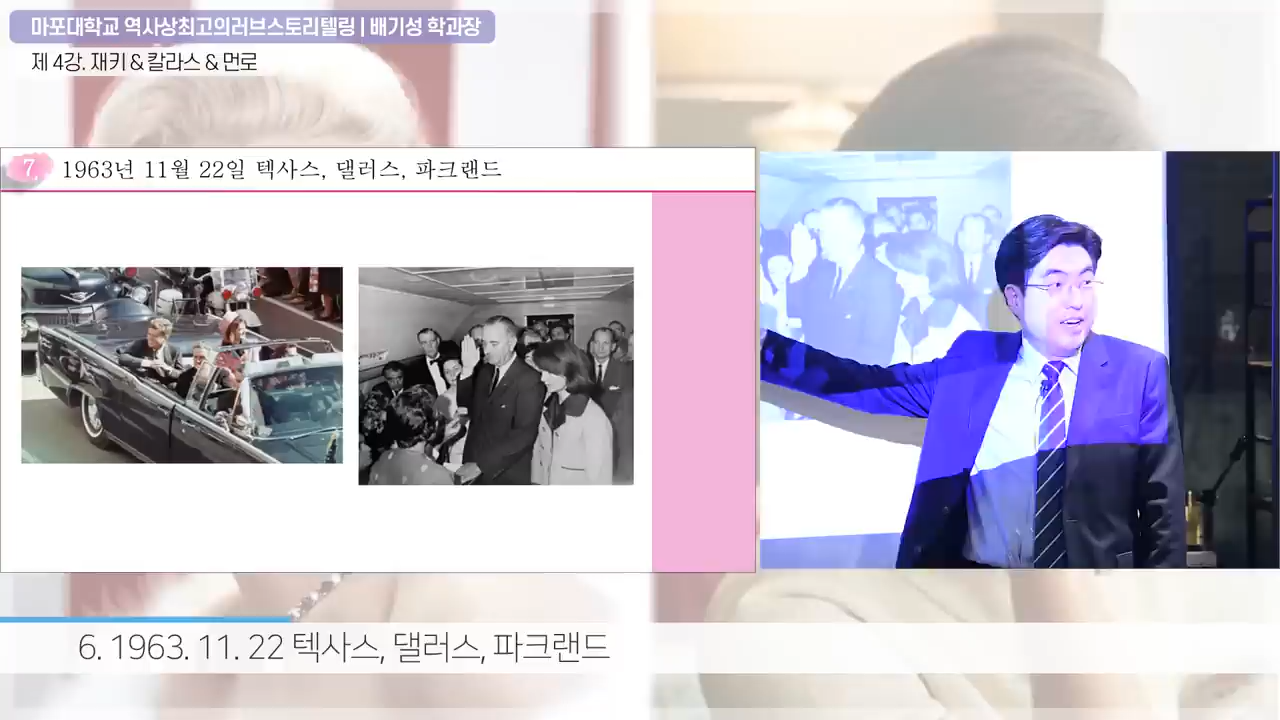 마포대학교 역사상최고의러브스토리텔링 | 배기성 학과장
제 4강. 재키 & 칼라스 & 먼로
7. 1963년 11월 22일 텍사스, 댈러스, 파크랜드
6. 1963. 11. 22 텍사스, 댈러스, 파크랜드